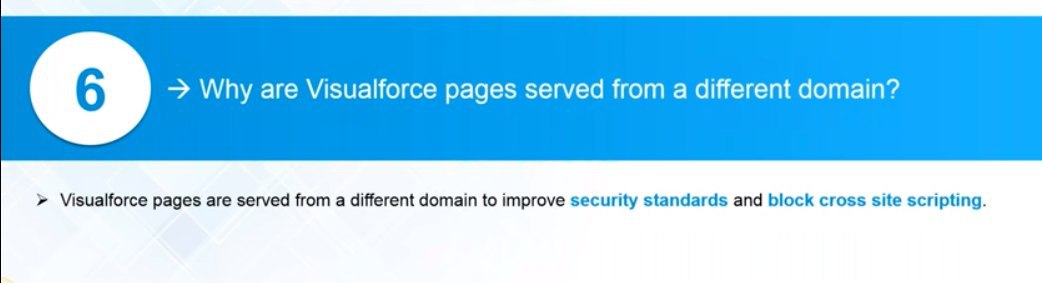 6
→ Why are Visualforce pages served from a different domain?
➢ Visualforce pages are served from a different domain to improve security standards and block cross site scripting.